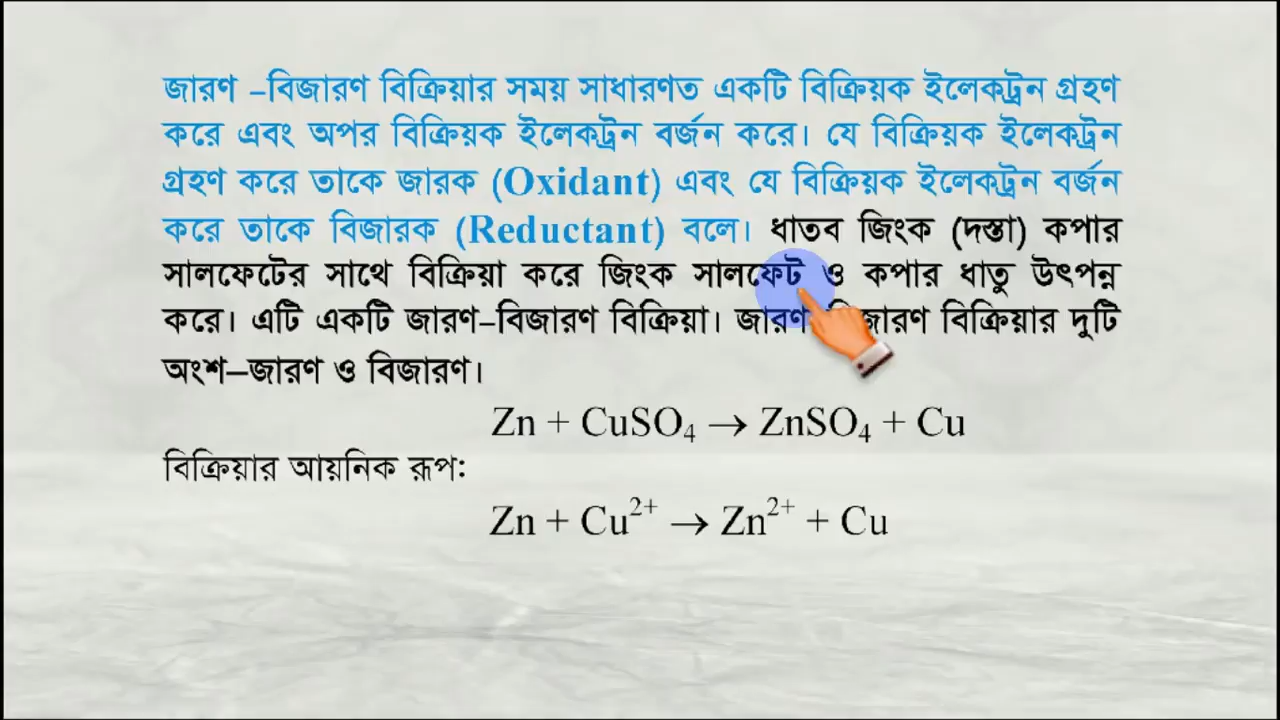 জারণ –বিজারণ বিক্রিয়ার সময় সাধারণত একটি বিক্রিয়ক ইলেকট্রন গ্রহণ
করে এবং অপর বিক্রিয়ক ইলেকট্রন বর্জন করে। যে বিক্রিয়ক ইলেকট্রন
গ্রহণ করে তাকে জারক (Oxidant) এবং যে বিক্রিয়ক ইলেকট্রন বর্জন
করে তাকে বিজারক (Reductant) বলে। ধাতব জিংক (দস্তা) কপার
সালফেটের সাথে বিক্রিয়া করে জিংক সালফেট ও কপার ধাতু উৎপন্ন
করে। এটি একটি জারণ–বিজারণ বিক্রিয়া। জারণ বিজারণ বিক্রিয়ার দুটি
অংশ–জারণ ও বিজারণ।
Zn + CuSO₄ → ZnSO₄ + Cu
বিক্রিয়ার আয়নিক রূপ:
Zn + Cu²⁺ → Zn²⁺ + Cu